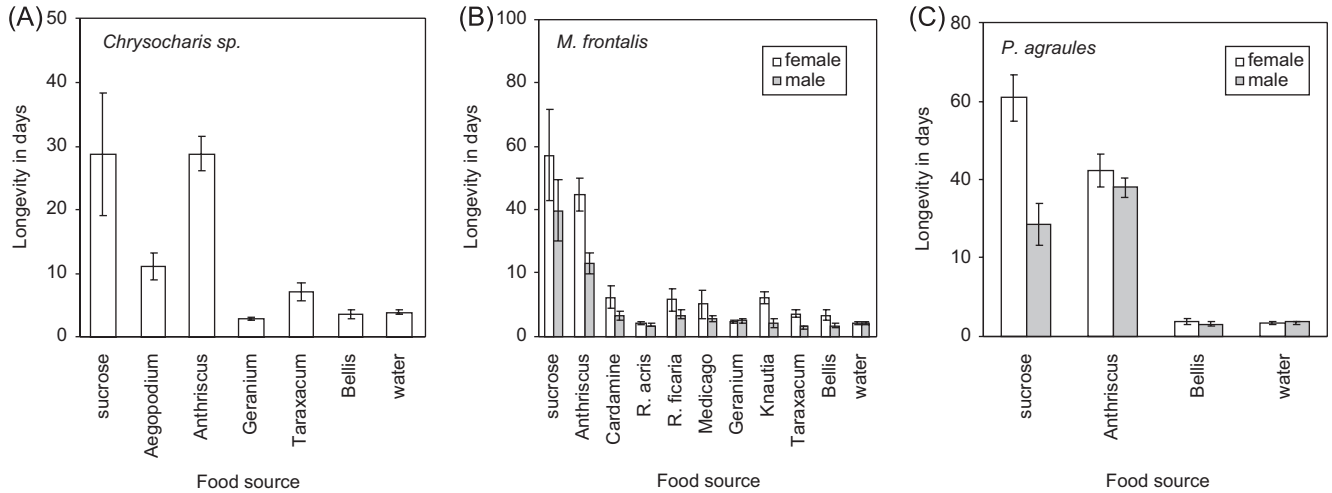 (A)
Chrysocharis sp.
Longevity in days
50
40
30
20
10
0
sucrose
Aegopodium
Anthriscus
Geranium
Taraxacum
Bellis
water
Food source
(B)
M. frontalis
female
male
Longevity in days
100
80
60
40
10
0
sucrose
Anthriscus
Cardamine
R. acris
R. ficaria
Medicago
Geranium
Knautia
Taraxacum
Bellis
water
Food source
(C)
P. agraules
female
male
Longevity in days
80
60
40
10
0
sucrose
Anthriscus
Bellis
water
Food source